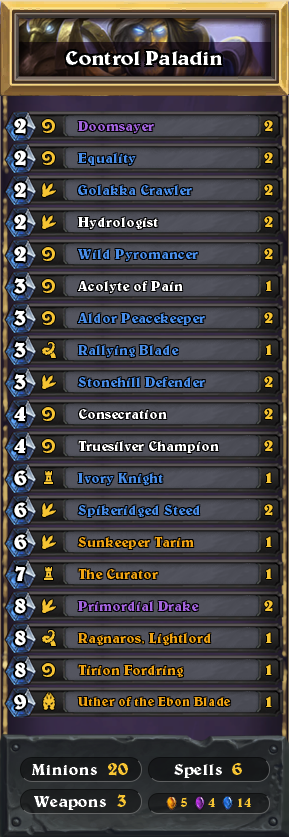 Control Paladin
2 Doomsayer 2
2 Equality 2
2 Golakka Crawler 2
2 Hydrologist 2
2 Wild Pyromancer 2
3 Acolyte of Pain 1
3 Aldor Peacekeeper 2
3 Rallying Blade 1
3 Stonehill Defender 2
4 Consecration 2
4 Truesilver Champion 2
6 Ivory Knight 1
6 Spikeridged Steed 2
6 Sunkeeper Tarim 1
7 The Curator 1
8 Primordial Drake 2
8 Ragnaros, Lightlord 1
8 Tirion Fordring 1
9 Uther of the Ebon Blade 1
Minions 20 Spells 6
Weapons 3 5 4 14